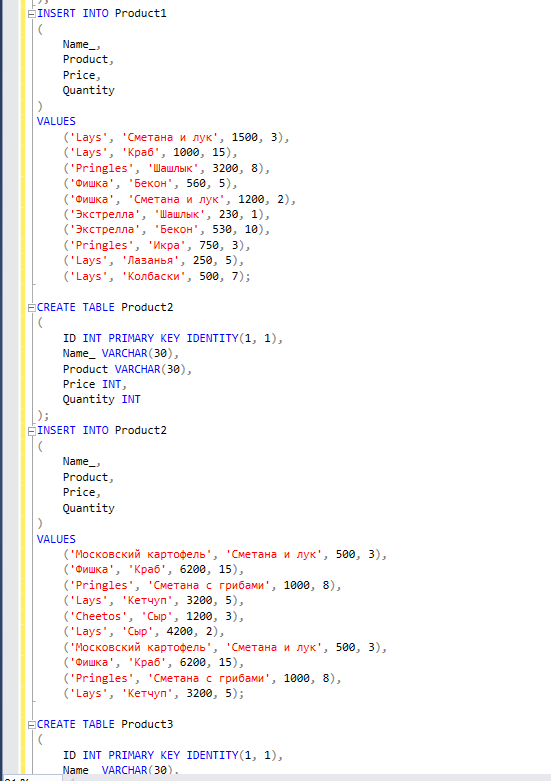 );
INSERT INTO Product1
(
Name_,
Product,
Price,
Quantity
)
VALUES
('Lays', 'Сметана и лук', 1500, 3),
('Lays', 'Краб', 1000, 15),
('Pringles', 'Шашлык', 3200, 8),
('Фишка', 'Бекон', 560, 5),
('Фишка', 'Сметана и лук', 1200, 2),
('Экстрелла', 'Шашлык', 230, 1),
('Экстрелла', 'Бекон', 530, 10),
('Pringles', 'Икра', 750, 3),
('Lays', 'Лазанья', 250, 5),
('Lays', 'Колбаски', 500, 7);
CREATE TABLE Product2
(
ID INT PRIMARY KEY IDENTITY(1, 1),
Name_ VARCHAR(30),
Product VARCHAR(30),
Price INT,
Quantity INT
);
INSERT INTO Product2
(
Name_,
Product,
Price,
Quantity
)
VALUES
('Московский картофель', 'Сметана и лук', 500, 3),
('Фишка', 'Краб', 6200, 15),
('Pringles', 'Сметана с грибами', 1000, 8),
('Lays', 'Кетчуп', 3200, 5),
('Cheetos', 'Сыр', 1200, 3),
('Lays', 'Сыр', 4200, 2),
('Московский картофель', 'Сметана и лук', 500, 3),
('Фишка', 'Краб', 6200, 15),
('Pringles', 'Сметана с грибами', 1000, 8),
('Lays', 'Кетчуп', 3200, 5);
CREATE TABLE Product3
(
ID INT PRIMARY KEY IDENTITY(1, 1),
Name_ VARCHAR(30),